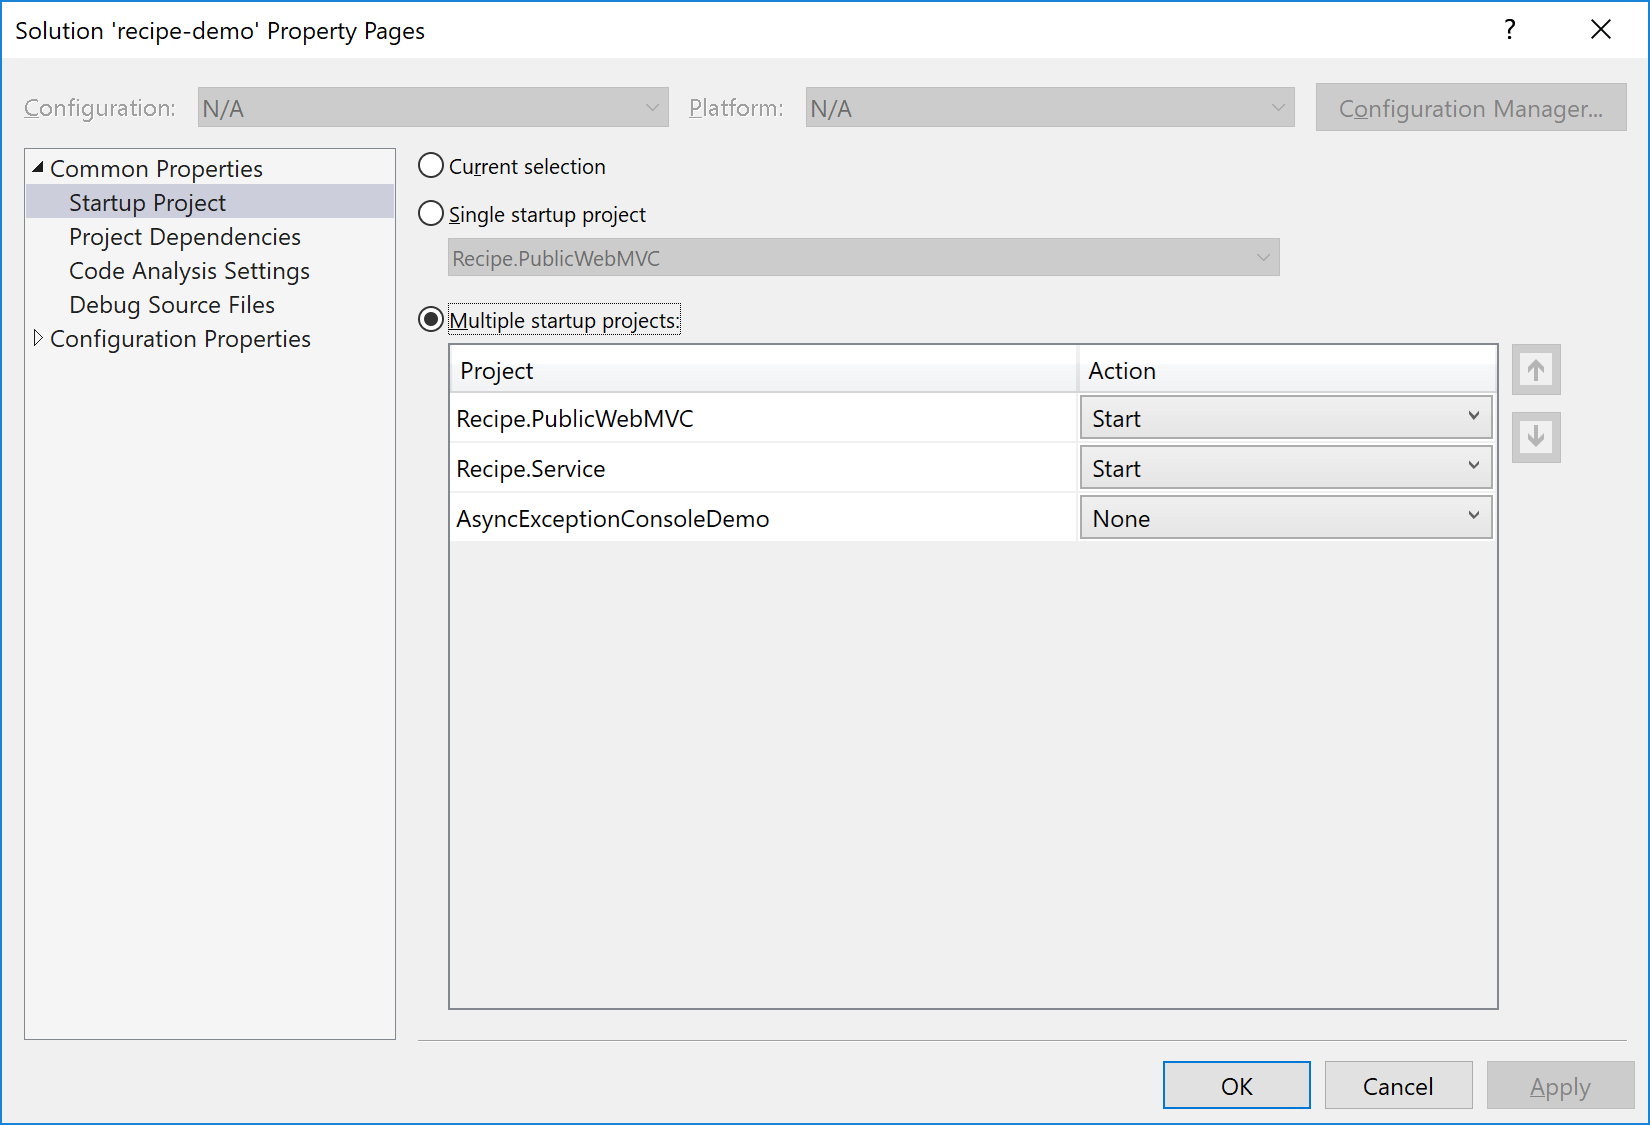 Solution 'recipe-demo' Property Pages
?
Configuration: N/A Platform: N/A Configuration Manager...
Common Properties
Startup Project
Project Dependencies
Code Analysis Settings
Debug Source Files
Configuration Properties
Current selection
Single startup project
Recipe.PublicWebMVC
Multiple startup projects:
Project Action
Recipe.PublicWebMVC Start
Recipe.Service Start
AsyncExceptionConsoleDemo None
OK Cancel Apply